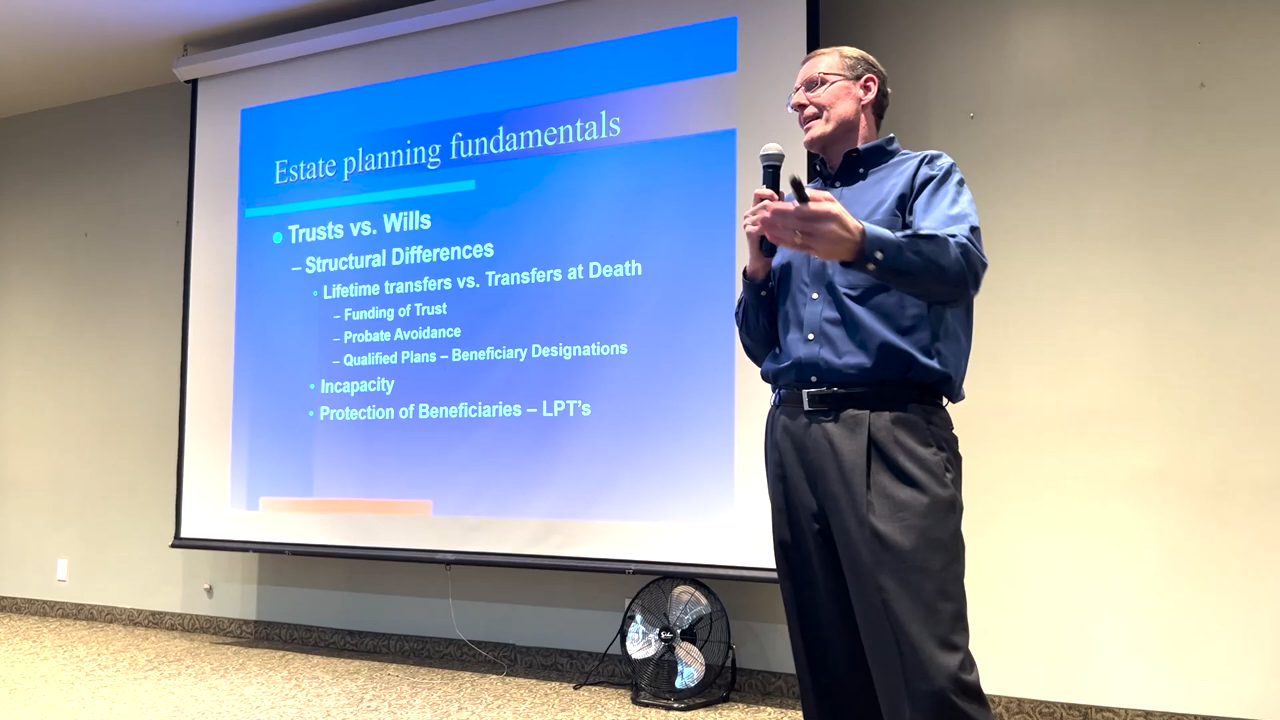 Estate planning fundamentals
• Trusts vs. Wills
– Structural Differences
• Lifetime transfers vs. Transfers at Death
– Funding of Trust
– Probate Avoidance
– Qualified Plans – Beneficiary Designations
• Incapacity
• Protection of Beneficiaries – LPT's